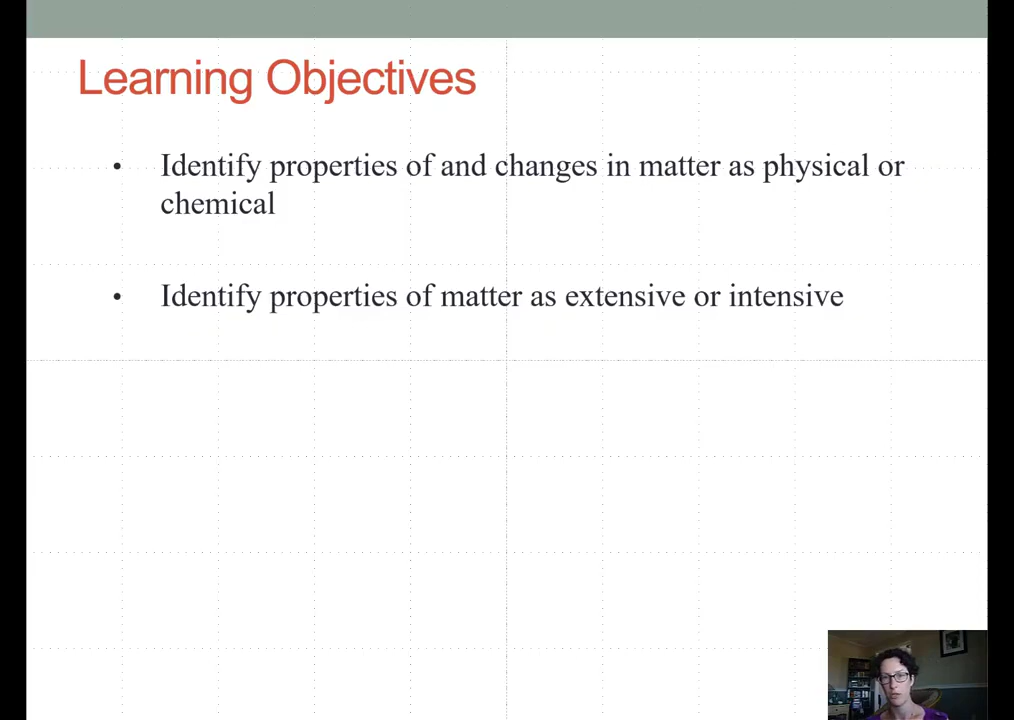 Learning Objectives
• Identify properties of and changes in matter as physical or
chemical
• Identify properties of matter as extensive or intensive